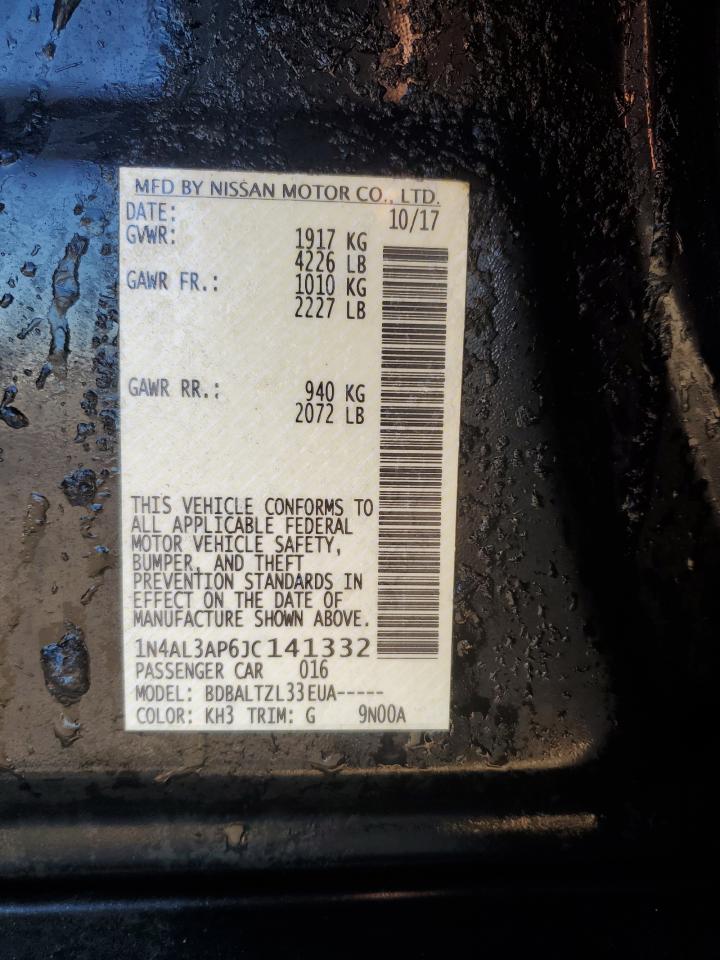 MFD BY NISSAN MOTOR CO., LTD.
DATE: 10/17
GVWR: 1917 KG
4226 LB
GAWR FR.: 1010 KG
2227 LB
GAWR RR.: 940 KG
2072 LB
THIS VEHICLE CONFORMS TO
ALL APPLICABLE FEDERAL
MOTOR VEHICLE SAFETY,
BUMPER, AND THEFT
PREVENTION STANDARDS IN
EFFECT ON THE DATE OF
MANUFACTURE SHOWN ABOVE.
1N4AL3AP6JC141332
PASSENGER CAR 016
MODEL: BDBALTZL33EUA-----
COLOR: KH3 TRIM: G 9N00A